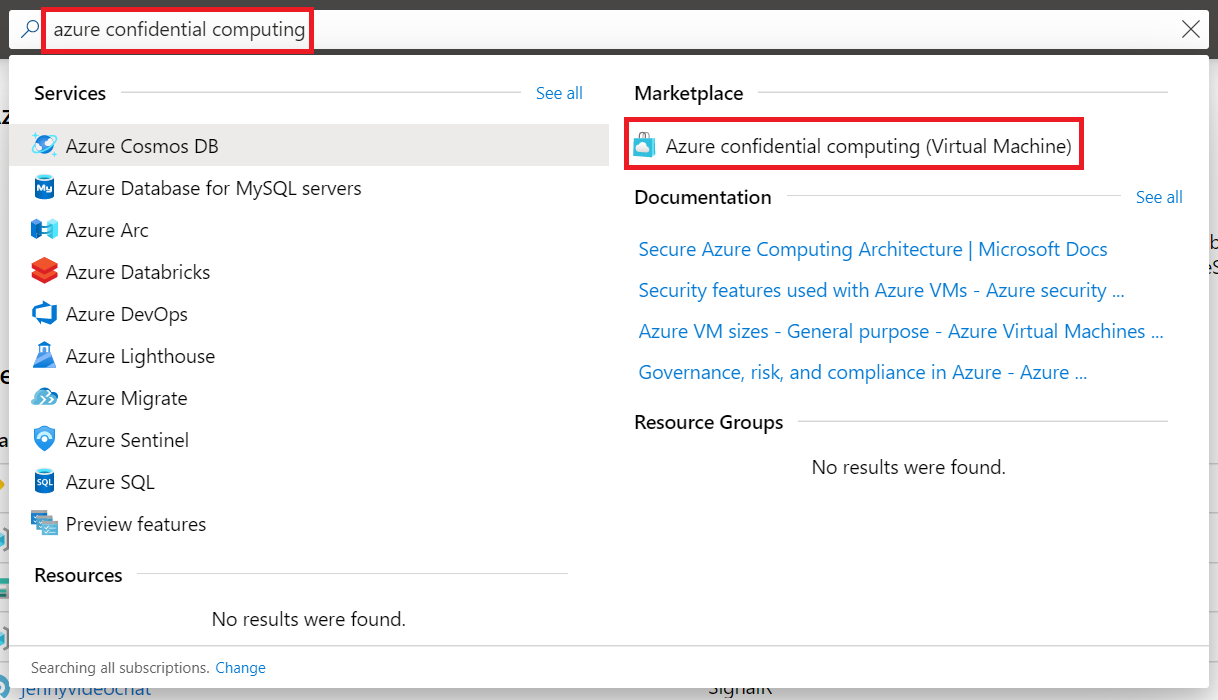 azure confidential computing
Services
See all
Azure Cosmos DB
Azure Database for MySQL servers
Azure Arc
Azure Databricks
Azure DevOps
Azure Lighthouse
Azure Migrate
Azure Sentinel
Azure SQL
Preview features
Resources
No results were found.
Marketplace
Azure confidential computing (Virtual Machine)
Documentation
See all
Secure Azure Computing Architecture | Microsoft Docs
Security features used with Azure VMs - Azure security ...
Azure VM sizes - General purpose - Azure Virtual Machines ...
Governance, risk, and compliance in Azure - Azure ...
Resource Groups
No results were found.
Searching all subscriptions. Change
jennyvideochat
SignalR